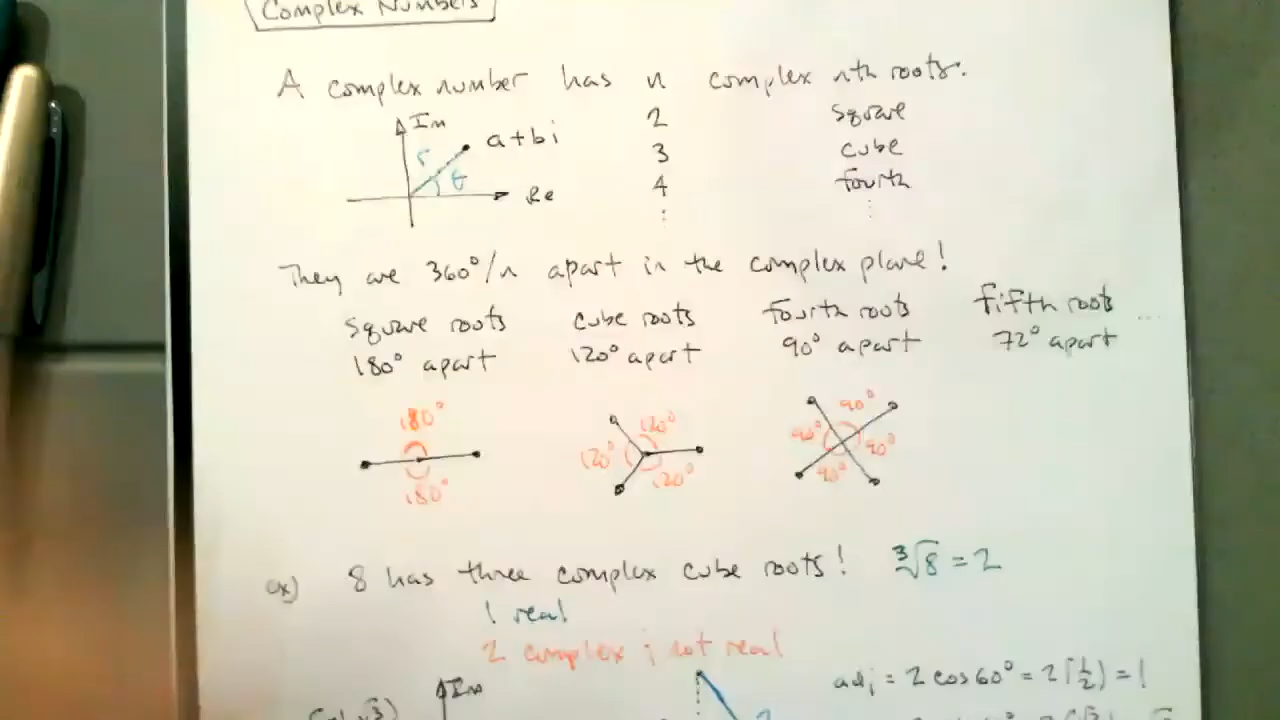 Complex Numbers
A complex number has n complex nth roots.
Im
a+bi
r
θ
Re
2 square
3 cube
4 fourth
⋮ ⋮
They are 360°/n apart in the complex plane!
square roots cube roots fourth roots fifth roots ...
180° apart 120° apart 90° apart 72° apart
180°
180°
120°
120°
120°
90°
90°
90°
90°
ex) 8 has three complex cube roots! ∛8 = 2
1 real
2 complex ; not real
Im
adj = 2 cos 60° = 2(1/2) = 1
2